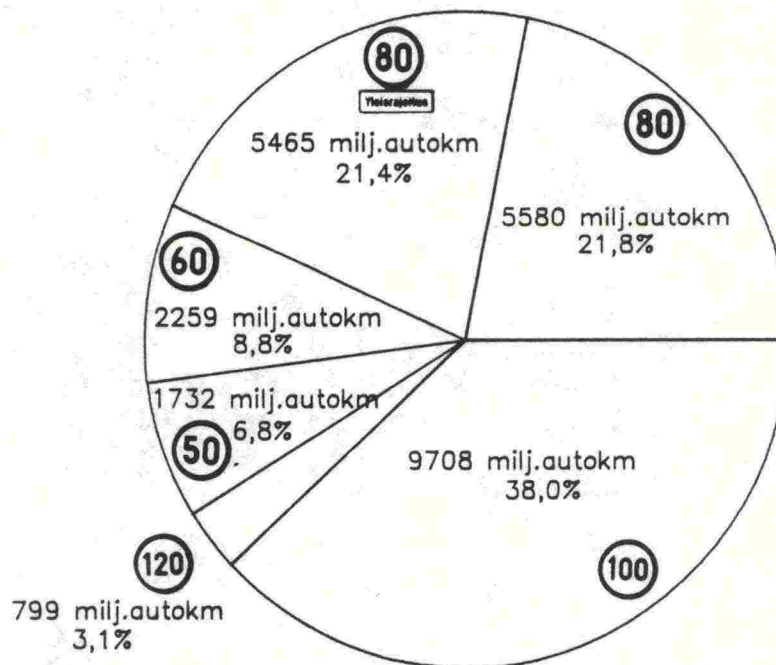 80
Yleisrajoitus
5465 milj.autokm
21,4%
80
5580 milj.autokm
21,8%
60
2259 milj.autokm
8,8%
1732 milj.autokm
6,8%
50
9708 milj.autokm
38,0%
100
120
799 milj.autokm
3,1%